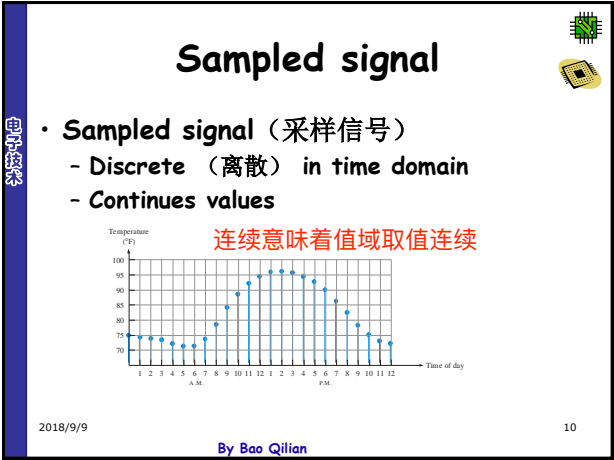 Sampled signal
电子技术
• Sampled signal（采样信号）
– Discrete （离散） in time domain
– Continues values
连续意味着值域取值连续
Temperature
(°F)
100
95
90
85
80
75
70
1 2 3 4 5 6 7 8 9 10 11 12 1 2 3 4 5 6 7 8 9 10 11 12
Time of day
A.M.
P.M.
2018/9/9
By Bao Qilian
10